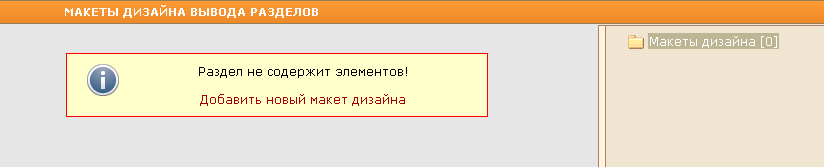 МАКЕТЫ ДИЗАЙНА ВЫВОДА РАЗДЕЛОВ
Раздел не содержит элементов!
Добавить новый макет дизайна
Макеты дизайна [0]